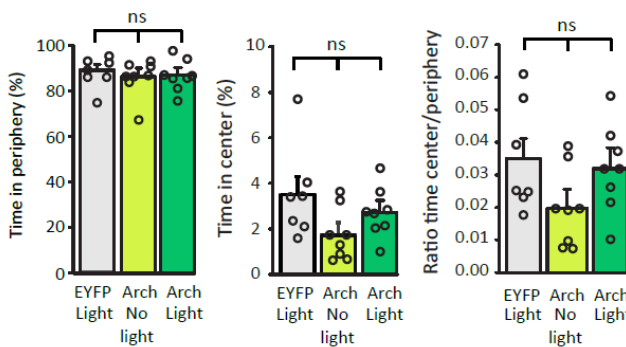 ns
Time in periphery (%)
100
80
60
40
20
0
EYFP Light
Arch No light
Arch Light
ns
Time in center (%)
10
8
6
4
2
0
EYFP Light
Arch No light
Arch Light
ns
Ratio time center/periphery
0.07
0.06
0.05
0.04
0.03
0.02
0.01
0.00
EYFP Light
Arch No light
Arch Light